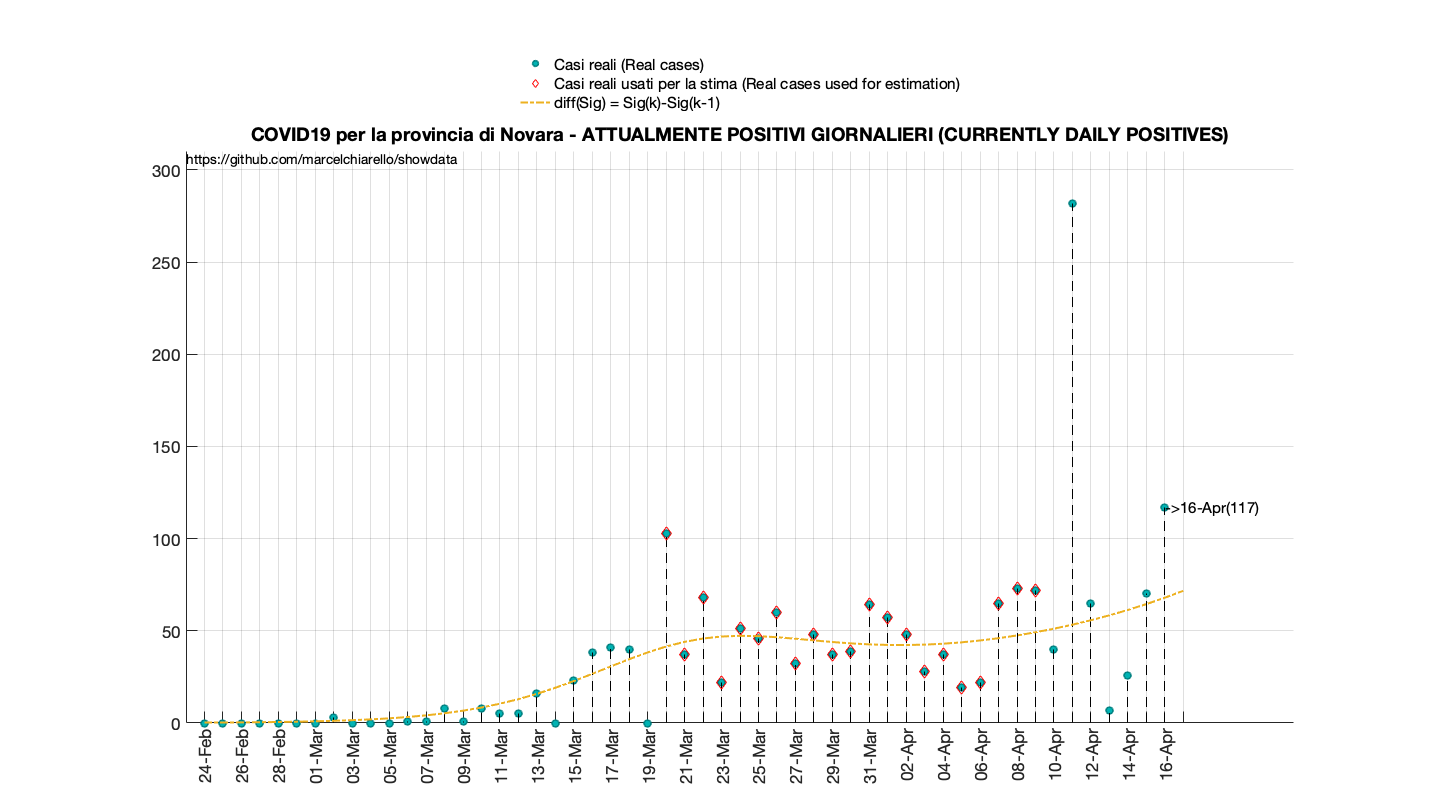 Casi reali (Real cases)
Casi reali usati per la stima (Real cases used for estimation)
diff(Sig) = Sig(k)-Sig(k-1)
COVID19 per la provincia di Novara - ATTUALMENTE POSITIVI GIORNALIERI (CURRENTLY DAILY POSITIVES)
https://github.com/marcelchiarello/showdata
300
250
200
150
100
50
0
->16-Apr(117)
24-Feb
26-Feb
28-Feb
01-Mar
03-Mar
05-Mar
07-Mar
09-Mar
11-Mar
13-Mar
15-Mar
17-Mar
19-Mar
21-Mar
23-Mar
25-Mar
27-Mar
29-Mar
31-Mar
02-Apr
04-Apr
06-Apr
08-Apr
10-Apr
12-Apr
14-Apr
16-Apr